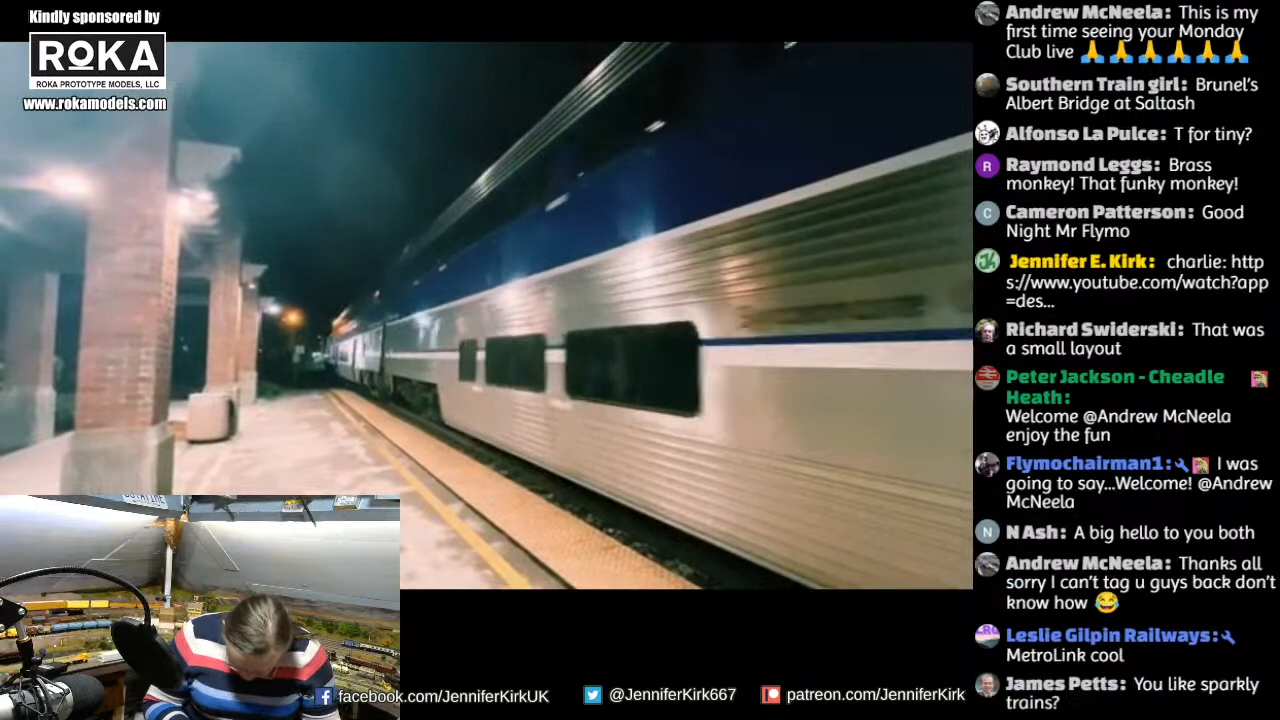 Kindly sponsored by
ROKA
ROKA PROTOTYPE MODELS, LLC
www.rokamodels.com
Andrew McNeela: This is my
first time seeing your Monday
Club live 🙏🙏🙏🙏🙏🙏
Southern Train girl: Brunel's
Albert Bridge at Saltash
Alfonso La Pulce: T for tiny?
R Raymond Leggs: Brass
monkey! That funky monkey!
C Cameron Patterson: Good
Night Mr Flymo
JK Jennifer E. Kirk: charlie: http
s://www.youtube.com/watch?app
=des...
Richard Swiderski: That was
a small layout
Peter Jackson - Cheadle
Heath:
Welcome @Andrew McNeela
enjoy the fun
Flymochairman1: I was
going to say...Welcome! @Andrew
McNeela
N N Ash: A big hello to you both
Andrew McNeela: Thanks all
sorry I can't tag u guys back don't
know how 😂
Leslie Gilpin Railways:
MetroLink cool
James Petts: You like sparkly
trains?
facebook.com/JenniferKirkUK
@JenniferKirk667
patreon.com/JenniferKirk